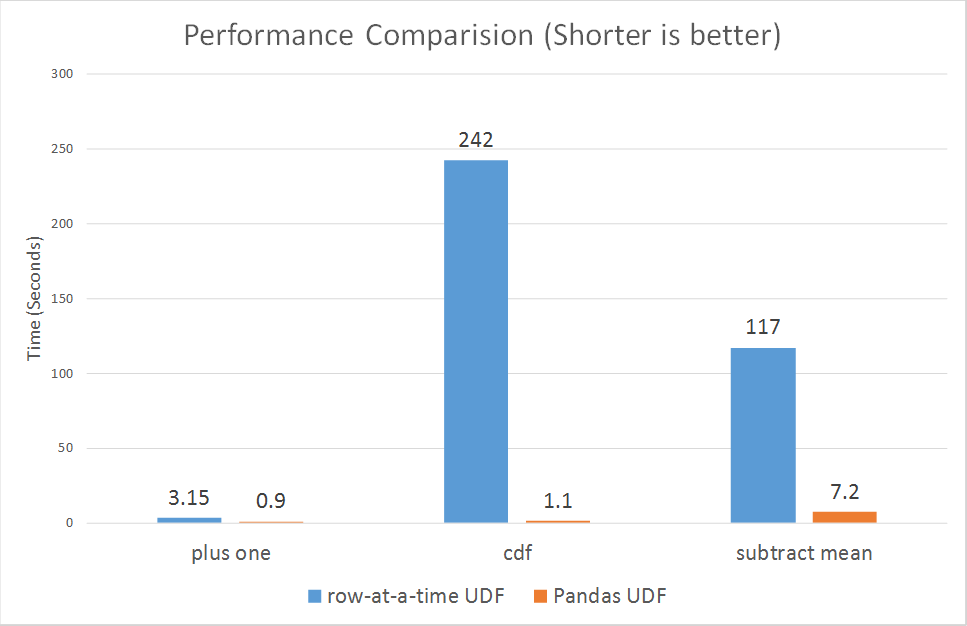 Performance Comparision (Shorter is better)
300
250
200
150
100
50
0
Time (Seconds)
3.15
0.9
242
1.1
117
7.2
plus one
cdf
subtract mean
row-at-a-time UDF
Pandas UDF